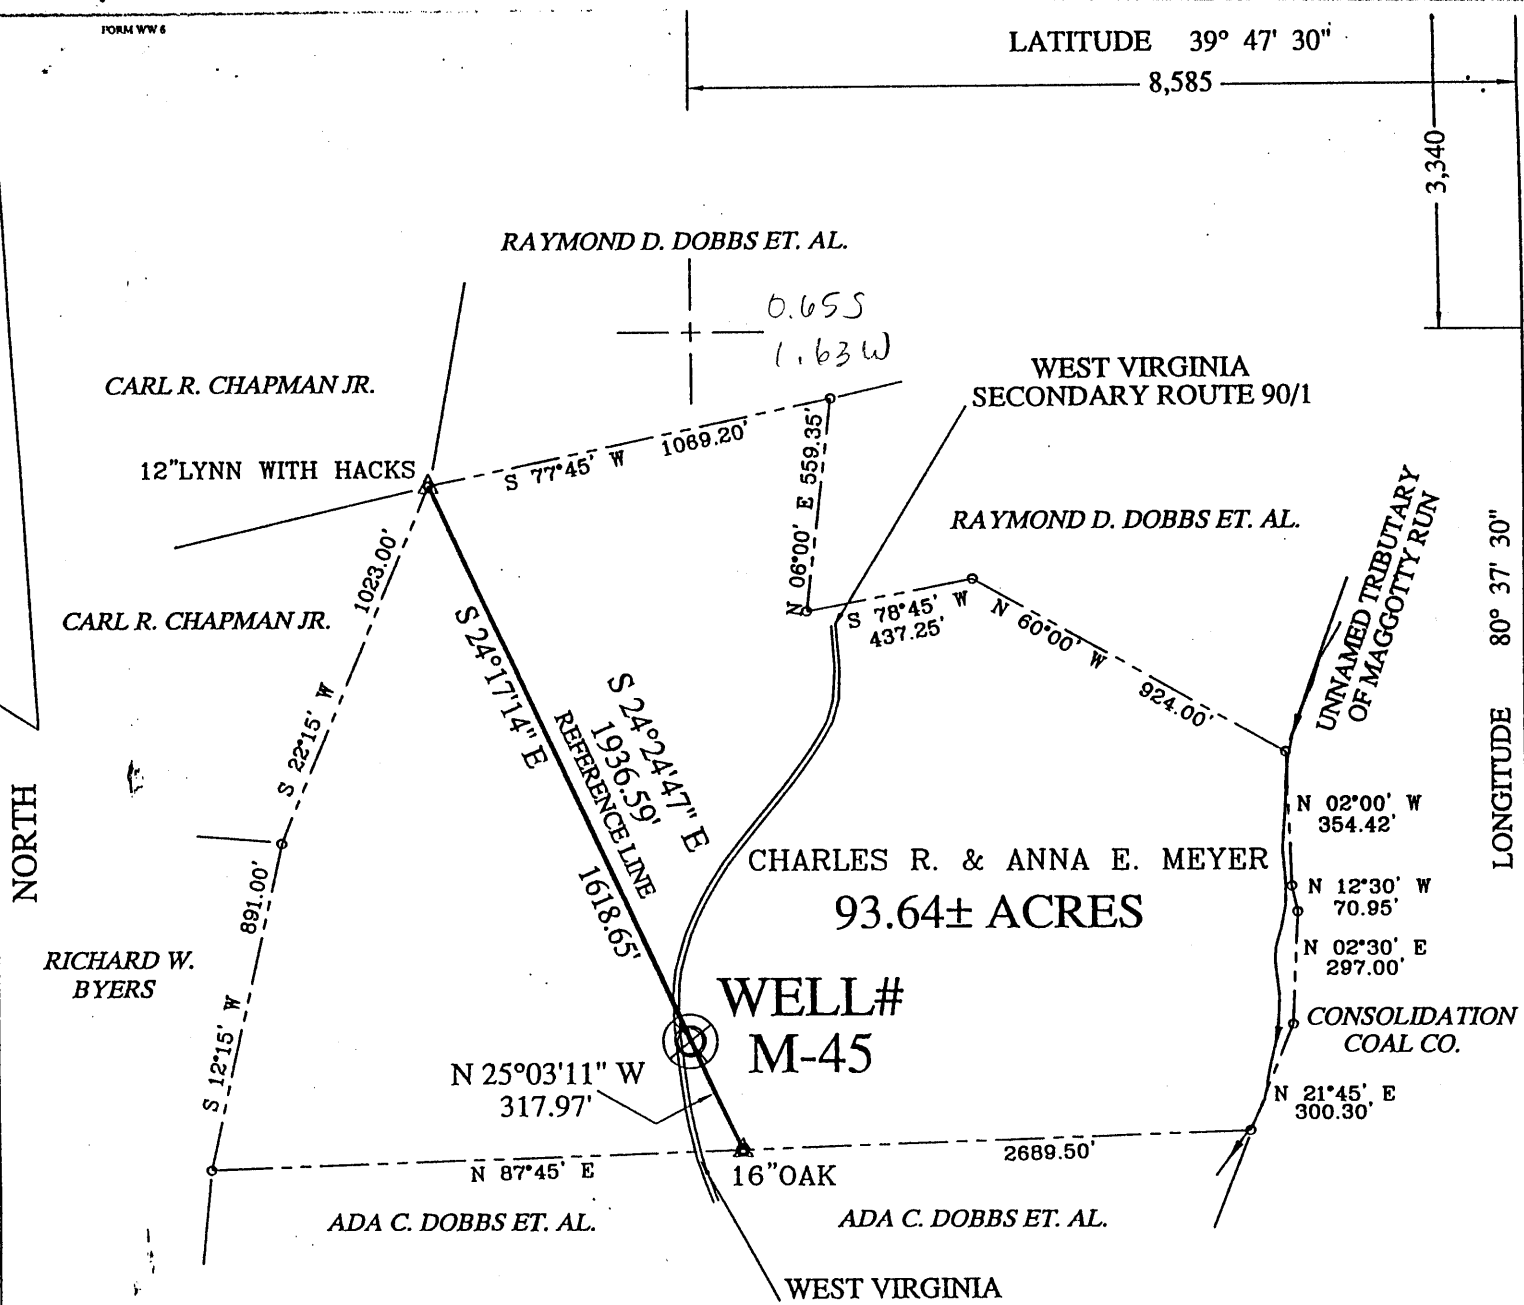 FORM WW 6
LATITUDE 39° 47' 30"
8,585
3,340
RAYMOND D. DOBBS ET. AL.
0.65S
1.63W
WEST VIRGINIA
SECONDARY ROUTE 90/1
CARL R. CHAPMAN JR.
12"LYNN WITH HACKS
S 77°45' W 1069.20'
N 06°00' E 559.35'
RAYMOND D. DOBBS ET. AL.
UNNAMED TRIBUTARY
OF MAGGOTTY RUN
LONGITUDE 80° 37' 30"
S 78°45' W
437.25'
N 60°00' W 924.00'
CARL R. CHAPMAN JR.
S 22°15' W 1023.00'
S 24°17'14" E
1618.65'
REFERENCE LINE
S 24°24'47" E
1936.59'
NORTH
N 02°00' W
354.42'
CHARLES R. & ANNA E. MEYER
93.64± ACRES
N 12°30' W
70.95'
N 02°30' E
297.00'
RICHARD W.
BYERS
S 12°15' W 891.00'
WELL#
M-45
CONSOLIDATION
COAL CO.
N 25°03'11" W
317.97'
N 21°45' E
300.30'
N 87°45' E 2689.50'
16"OAK
ADA C. DOBBS ET. AL.
ADA C. DOBBS ET. AL.
WEST VIRGINIA